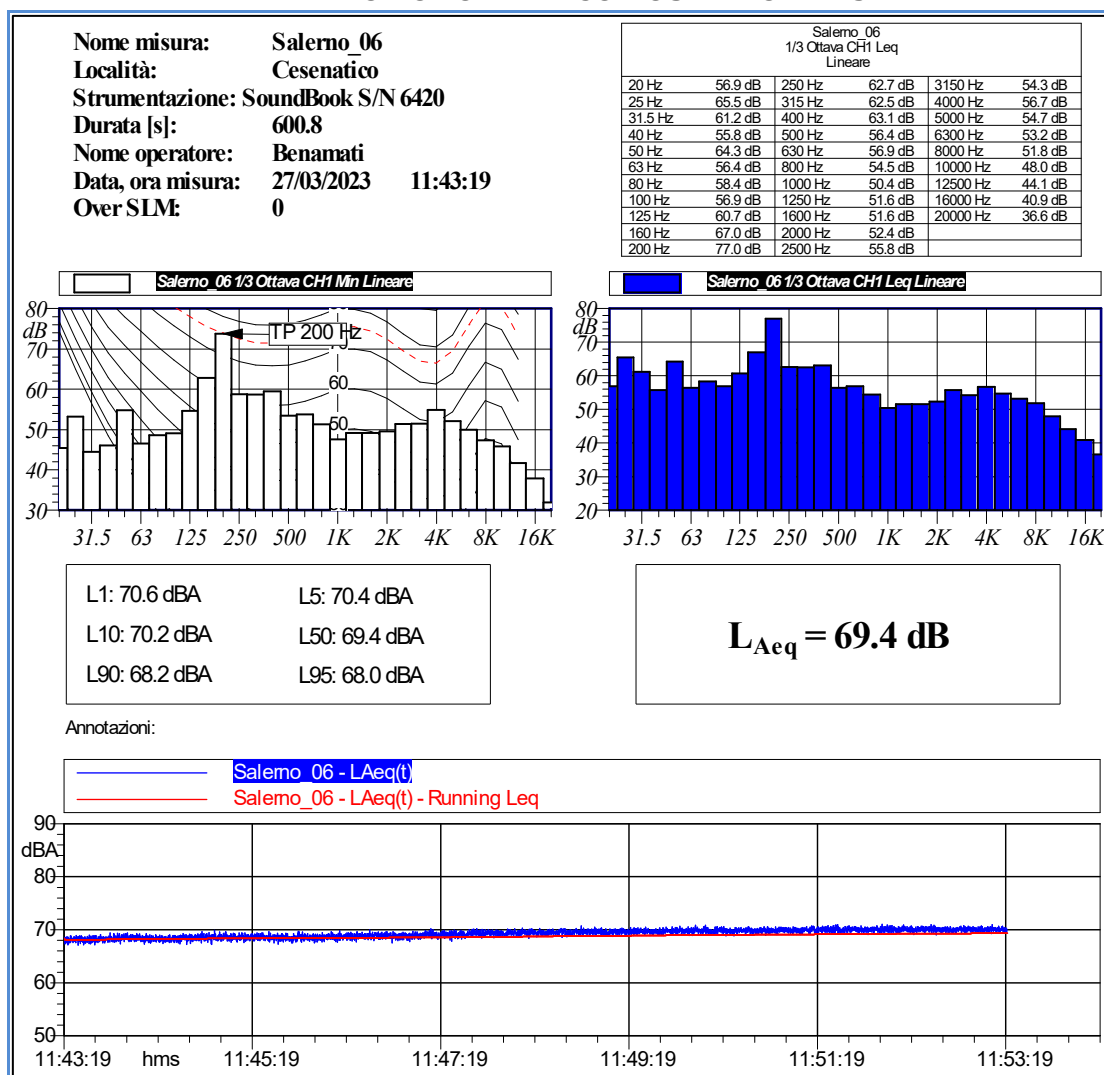 Nome misura: Salerno_06
Località: Cesenatico
Strumentazione: SoundBook S/N 6420
Durata [s]: 600.8
Nome operatore: Benamati
Data, ora misura: 27/03/2023 11:43:19
Over SLM: 0
Salerno_06
1/3 Ottava CH1 Leq
Lineare
20 Hz 56.9 dB 250 Hz 62.7 dB 3150 Hz 54.3 dB
25 Hz 65.5 dB 315 Hz 62.5 dB 4000 Hz 56.7 dB
31.5 Hz 61.2 dB 400 Hz 63.1 dB 5000 Hz 54.7 dB
40 Hz 55.8 dB 500 Hz 56.4 dB 6300 Hz 53.2 dB
50 Hz 64.3 dB 630 Hz 56.9 dB 8000 Hz 51.8 dB
63 Hz 56.4 dB 800 Hz 54.5 dB 10000 Hz 48.0 dB
80 Hz 58.4 dB 1000 Hz 50.4 dB 12500 Hz 44.1 dB
100 Hz 56.9 dB 1250 Hz 51.6 dB 16000 Hz 40.9 dB
125 Hz 60.7 dB 1600 Hz 51.6 dB 20000 Hz 36.6 dB
160 Hz 67.0 dB 2000 Hz 52.4 dB
200 Hz 77.0 dB 2500 Hz 55.8 dB
Salerno_06 1/3 Ottava CH1 Min Lineare
80
dB
70
60
50
40
30
TP 200 Hz
60
50
31.5 63 125 250 500 1K 2K 4K 8K 16K
Salerno_06 1/3 Ottava CH1 Leq Lineare
80
dB
70
60
50
40
30
20
31.5 63 125 250 500 1K 2K 4K 8K 16K
L1: 70.6 dBA L5: 70.4 dBA
L10: 70.2 dBA L50: 69.4 dBA
L90: 68.2 dBA L95: 68.0 dBA
LAeq = 69.4 dB
Annotazioni:
Salerno_06 - LAeq(t)
Salerno_06 - LAeq(t) - Running Leq
90
dBA
80
70
60
50
11:43:19 hms 11:45:19 11:47:19 11:49:19 11:51:19 11:53:19